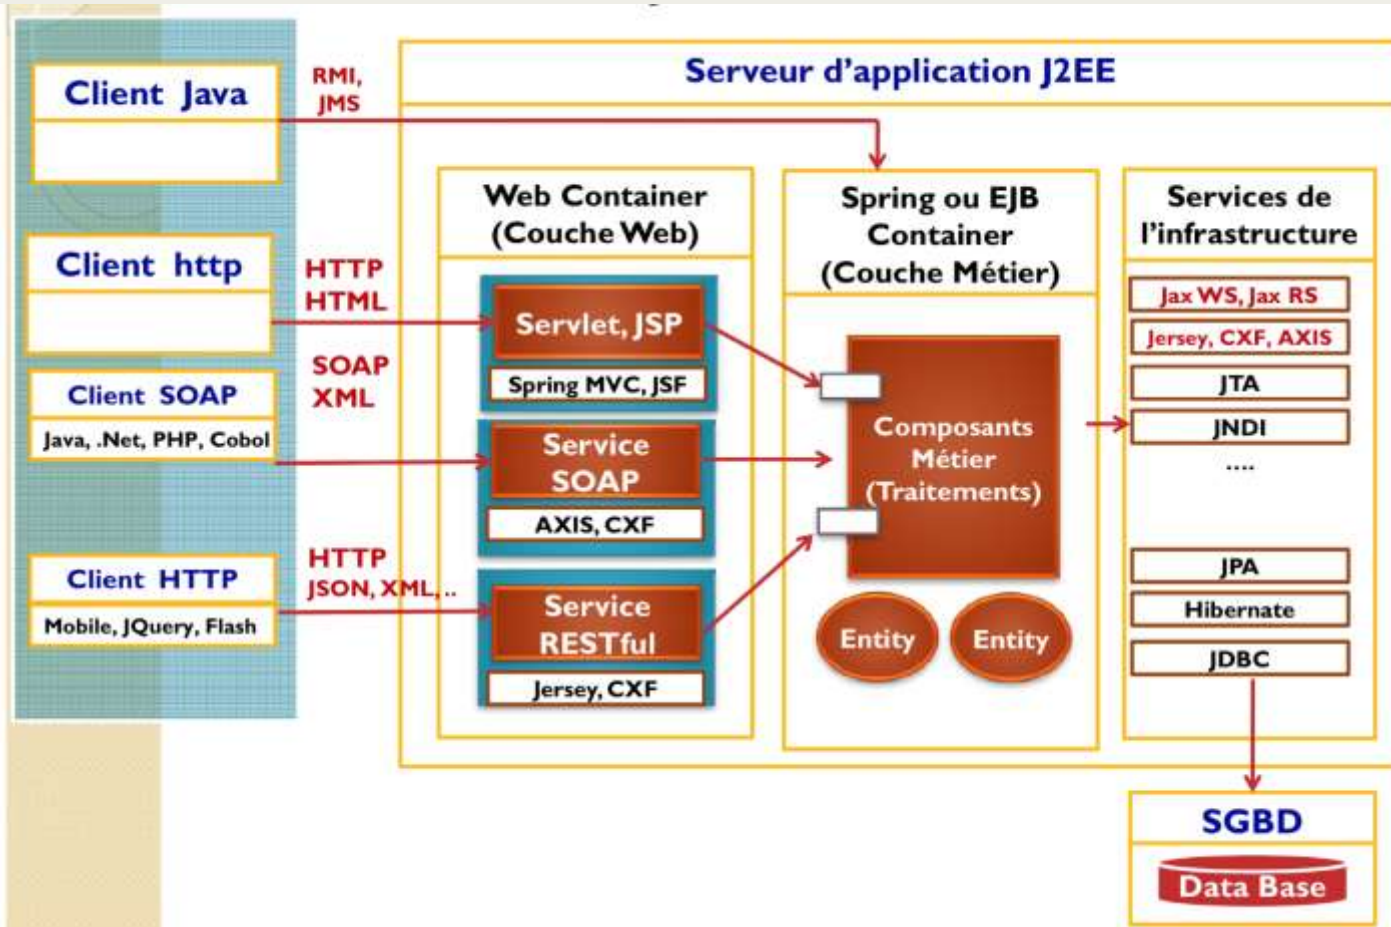 Serveur d'application J2EE
Client Java
RMI,
JMS
Client http
HTTP
HTML
Client SOAP
Java, .Net, PHP, Cobol
SOAP
XML
Client HTTP
Mobile, JQuery, Flash
HTTP
JSON, XML, ..
Web Container
(Couche Web)
Servlet, JSP
Spring MVC, JSF
Service
SOAP
AXIS, CXF
Service
RESTful
Jersey, CXF
Spring ou EJB
Container
(Couche Métier)
Composants
Métier
(Traitements)
Entity
Entity
Services de
l'infrastructure
Jax WS, Jax RS
Jersey, CXF, AXIS
JTA
JNDI
....
JPA
Hibernate
JDBC
SGBD
Data Base